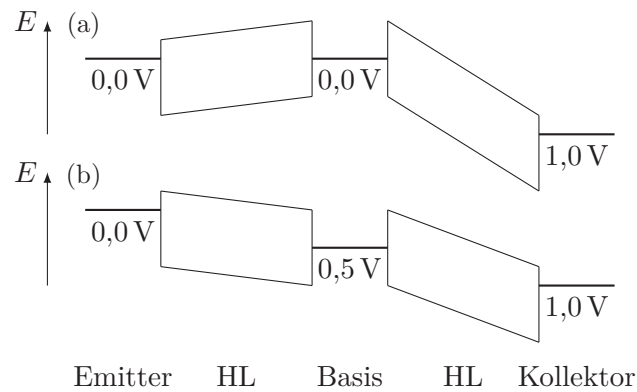 E (a)
0,0 V 0,0 V
1,0 V
E (b)
0,0 V
0,5 V
1,0 V
Emitter HL Basis HL Kollektor